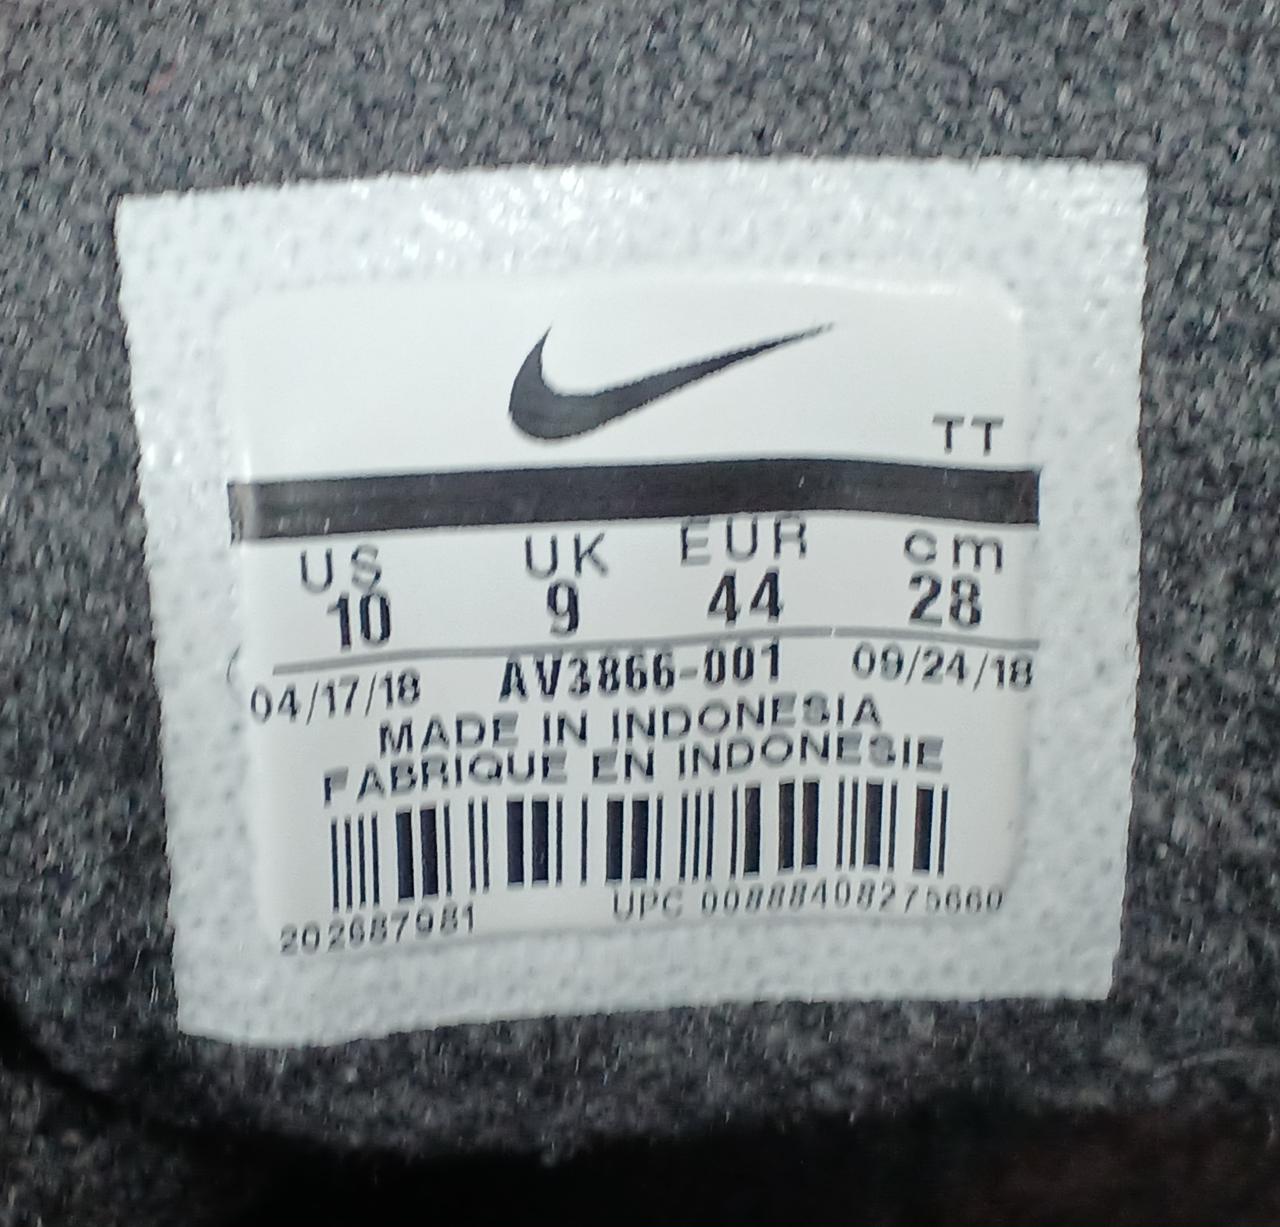 TT
US UK EUR cm
10 9 44 28
04/17/18 AV3866-001 09/24/18
MADE IN INDONESIA
FABRIQUE EN INDONESIE
202687981 UPC 00888408275660